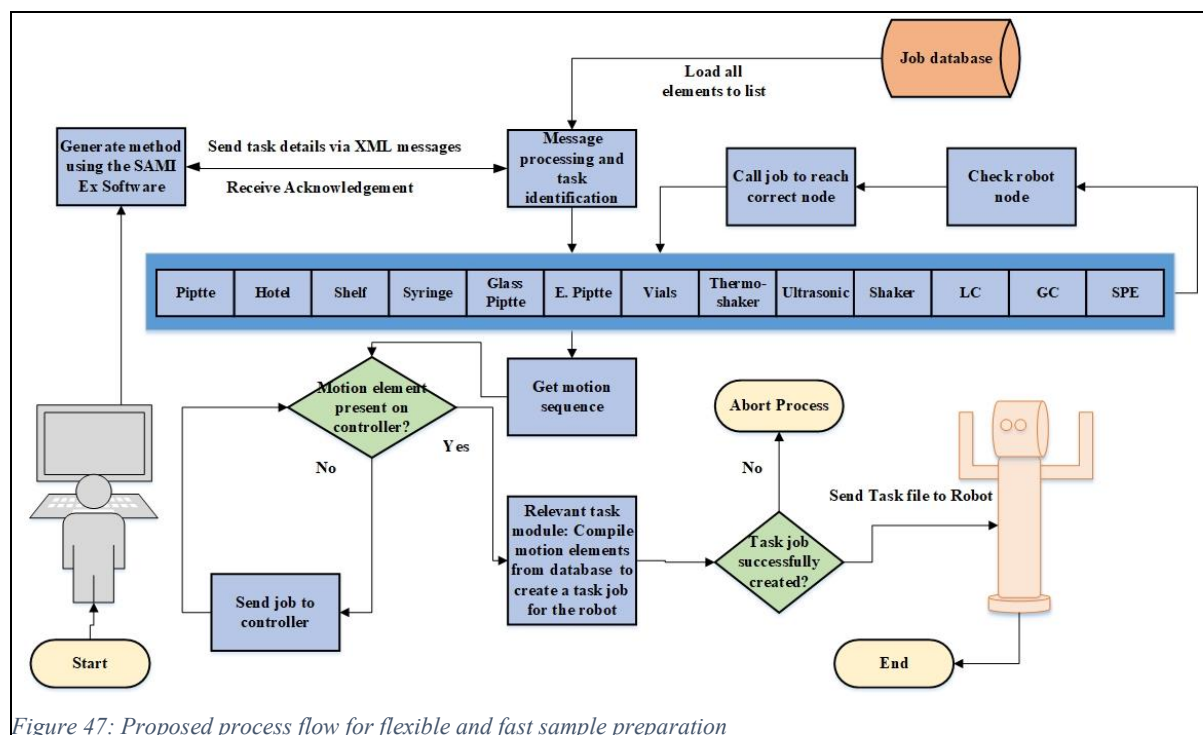 Job database
Load all
elements to list
Generate method
using the SAMI
Ex Software
Send task details via XML messages
Receive Acknowledgement
Message
processing and
task
identification
Call job to reach
correct node
Check robot
node
Piptte
Hotel
Shelf
Syringe
Glass
Piptte
E. Piptte
Vials
Thermo-
shaker
Ultrasonic
Shaker
LC
GC
SPE
Motion element
present on
controller?
Get motion
sequence
Abort Process
No
Yes
No
Send Task file to Robot
Relevant task
module: Compile
motion elements
from database to
create a task job
for the robot
Task job
successfully
created?
Send job to
controller
Start
End
Figure 47: Proposed process flow for flexible and fast sample preparation